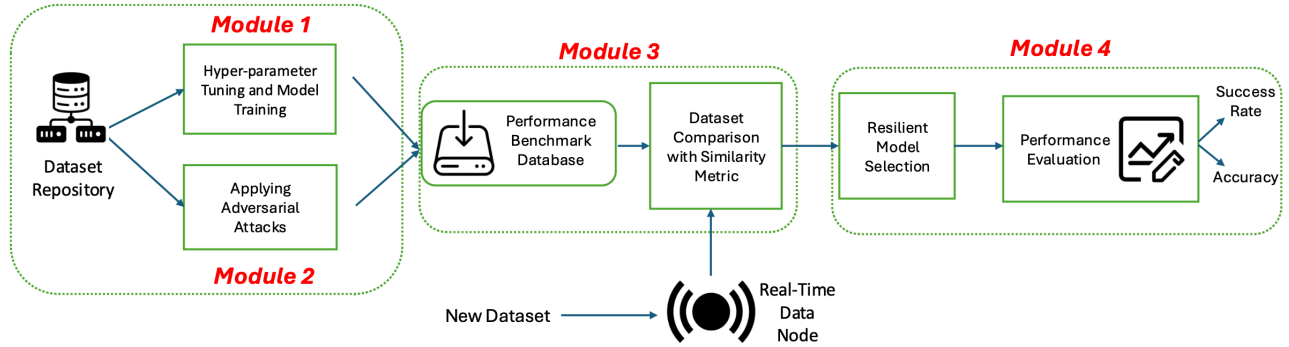 Module 1
Dataset
Repository
Hyper-parameter
Tuning and Model
Training
Applying
Adversarial
Attacks
Module 2
Module 3
Performance
Benchmark
Database
Dataset
Comparison
with Similarity
Metric
New Dataset
Real-Time
Data
Node
Module 4
Resilient
Model
Selection
Performance
Evaluation
Success
Rate
Accuracy